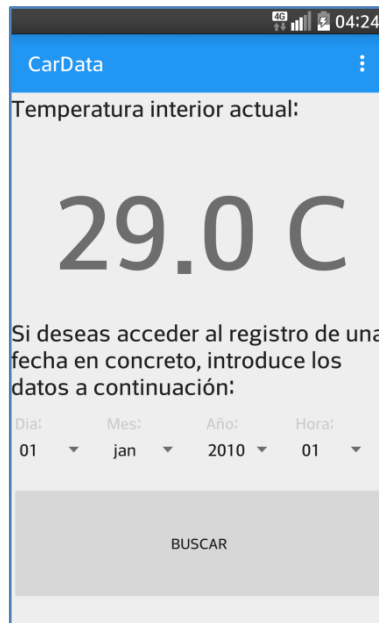 4G 04:24
CarData
Temperatura interior actual:
29.0 C
Si deseas acceder al registro de una
fecha en concreto, introduce los
datos a continuación:
Dia: Mes: Año: Hora:
01 jan 2010 01
BUSCAR